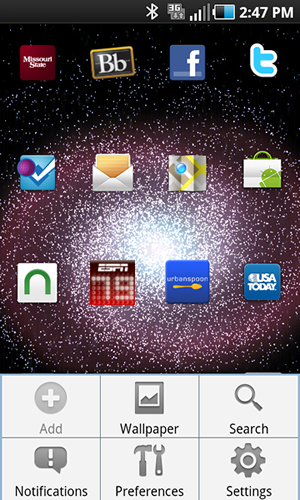 3G
2:47 PM
Missouri
State
Bb
f
t
n
ESPN
urbanspoon
USA
TODAY
Add
Wallpaper
Search
Notifications
Preferences
Settings